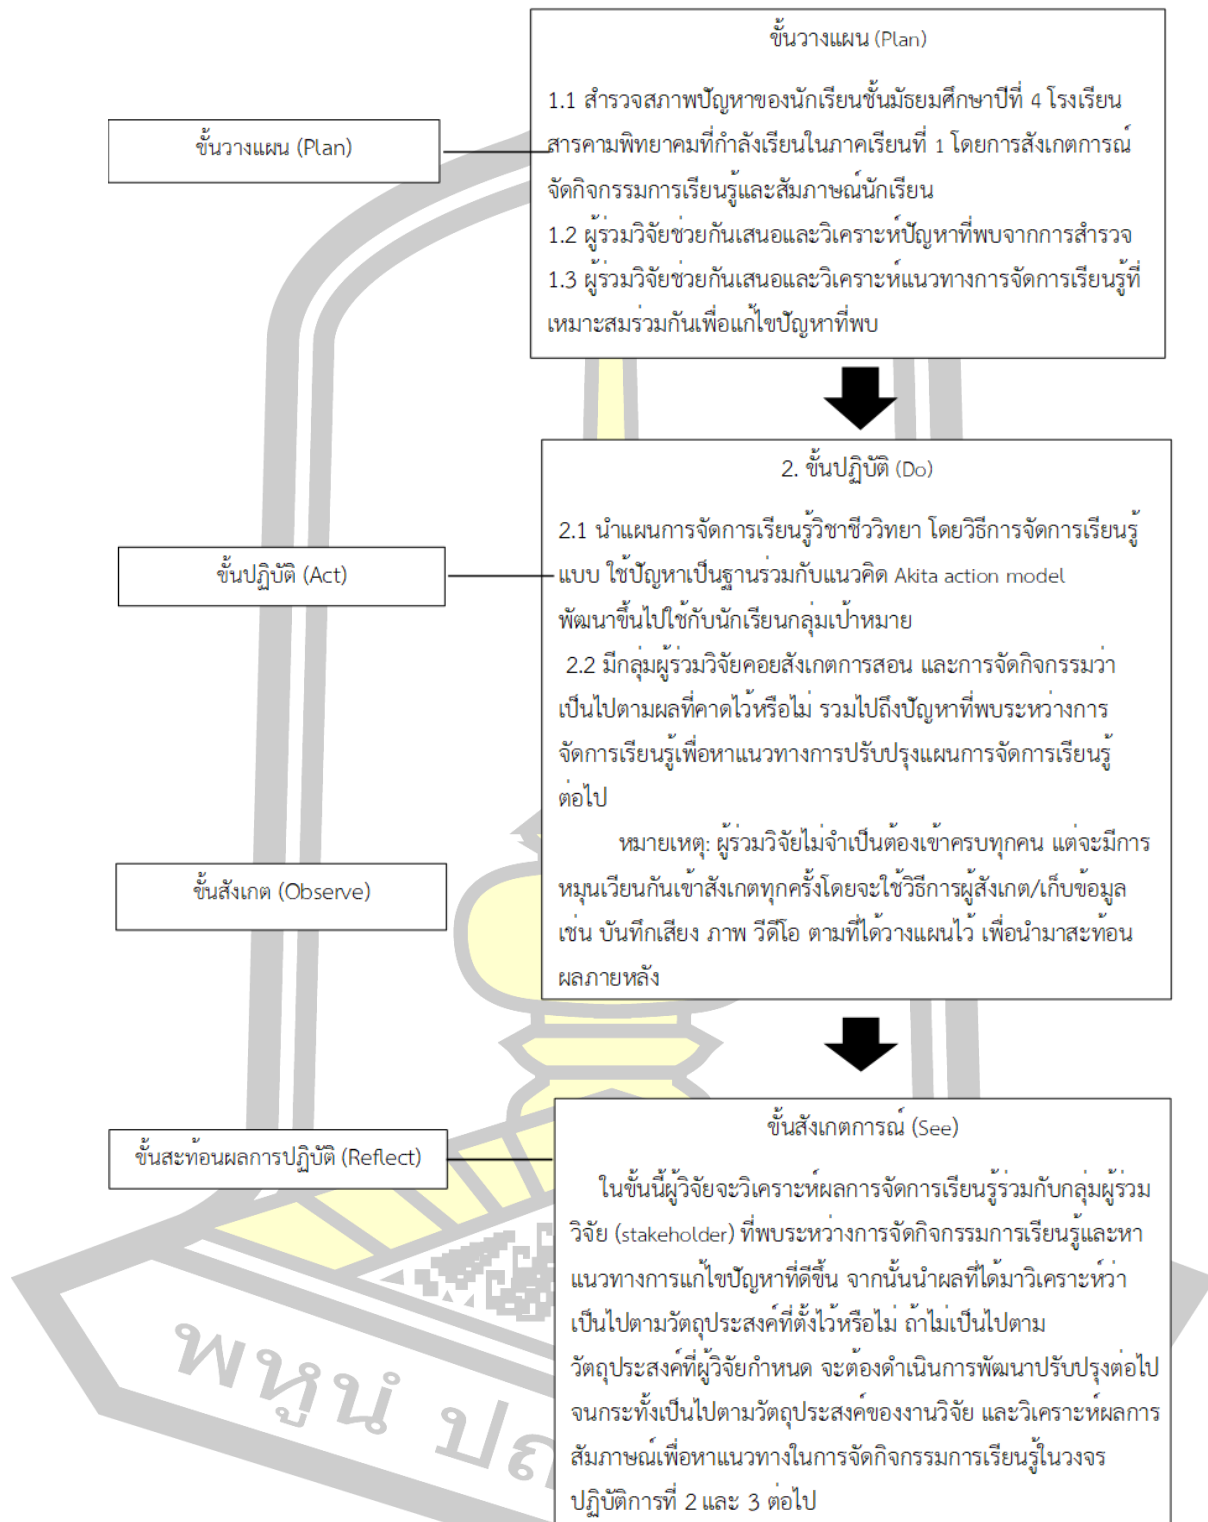 ขั้นวางแผน (Plan)
1.1 สำรวจสภาพปัญหาของนักเรียนชั้นมัธยมศึกษาปีที่ 4 โรงเรียน
สารคามพิทยาคมที่กำลังเรียนในภาคเรียนที่ 1 โดยการสังเกตการณ์
จัดกิจกรรมการเรียนรู้และสัมภาษณ์นักเรียน
1.2 ผู้ร่วมวิจัยช่วยกันเสนอและวิเคราะห์ปัญหาที่พบจากการสำรวจ
1.3 ผู้ร่วมวิจัยช่วยกันเสนอและวิเคราะห์แนวทางการจัดการเรียนรู้ที่
เหมาะสมร่วมกันเพื่อแก้ไขปัญหาที่พบ
ขั้นวางแผน (Plan)
2. ขั้นปฏิบัติ (Do)
2.1 นำแผนการจัดการเรียนรู้วิชาชีววิทยา โดยวิธีการจัดการเรียนรู้
แบบ ใช้ปัญหาเป็นฐานร่วมกับแนวคิด Akita action model
พัฒนาขึ้นไปใช้กับนักเรียนกลุ่มเป้าหมาย
2.2 มีกลุ่มผู้ร่วมวิจัยคอยสังเกตการสอน และการจัดกิจกรรมว่า
เป็นไปตามผลที่คาดไว้หรือไม่ รวมไปถึงปัญหาที่พบระหว่างการ
จัดการเรียนรู้เพื่อหาแนวทางการปรับปรุงแผนการจัดการเรียนรู้
ต่อไป
หมายเหตุ: ผู้ร่วมวิจัยไม่จำเป็นต้องเข้าครบทุกคน แต่จะมีการ
หมุนเวียนกันเข้าสังเกตทุกครั้งโดยจะใช้วิธีการผู้สังเกต/เก็บข้อมูล
เช่น บันทึกเสียง ภาพ วีดีโอ ตามที่ได้วางแผนไว้ เพื่อนำมาสะท้อน
ผลภายหลัง
ขั้นปฏิบัติ (Act)
ขั้นสังเกต (Observe)
ขั้นสะท้อนผลการปฏิบัติ (Reflect)
ขั้นสังเกตการณ์ (See)
ในขั้นนี้ผู้วิจัยจะวิเคราะห์ผลการจัดการเรียนรู้ร่วมกับกลุ่มผู้ร่วม
วิจัย (stakeholder) ที่พบระหว่างการจัดกิจกรรมการเรียนรู้และหา
แนวทางการแก้ไขปัญหาที่ดีขึ้น จากนั้นนำผลที่ได้มาวิเคราะห์ว่า
เป็นไปตามวัตถุประสงค์ที่ตั้งไว้หรือไม่ ถ้าไม่เป็นไปตาม
วัตถุประสงค์ที่ผู้วิจัยกำหนด จะต้องดำเนินการพัฒนาปรับปรุงต่อไป
จนกระทั้งเป็นไปตามวัตถุประสงค์ของงานวิจัย และวิเคราะห์ผลการ
สัมภาษณ์เพื่อหาแนวทางในการจัดกิจกรรมการเรียนรู้ในวงจร
ปฏิบัติการที่ 2 และ 3 ต่อไป
พหูนํ